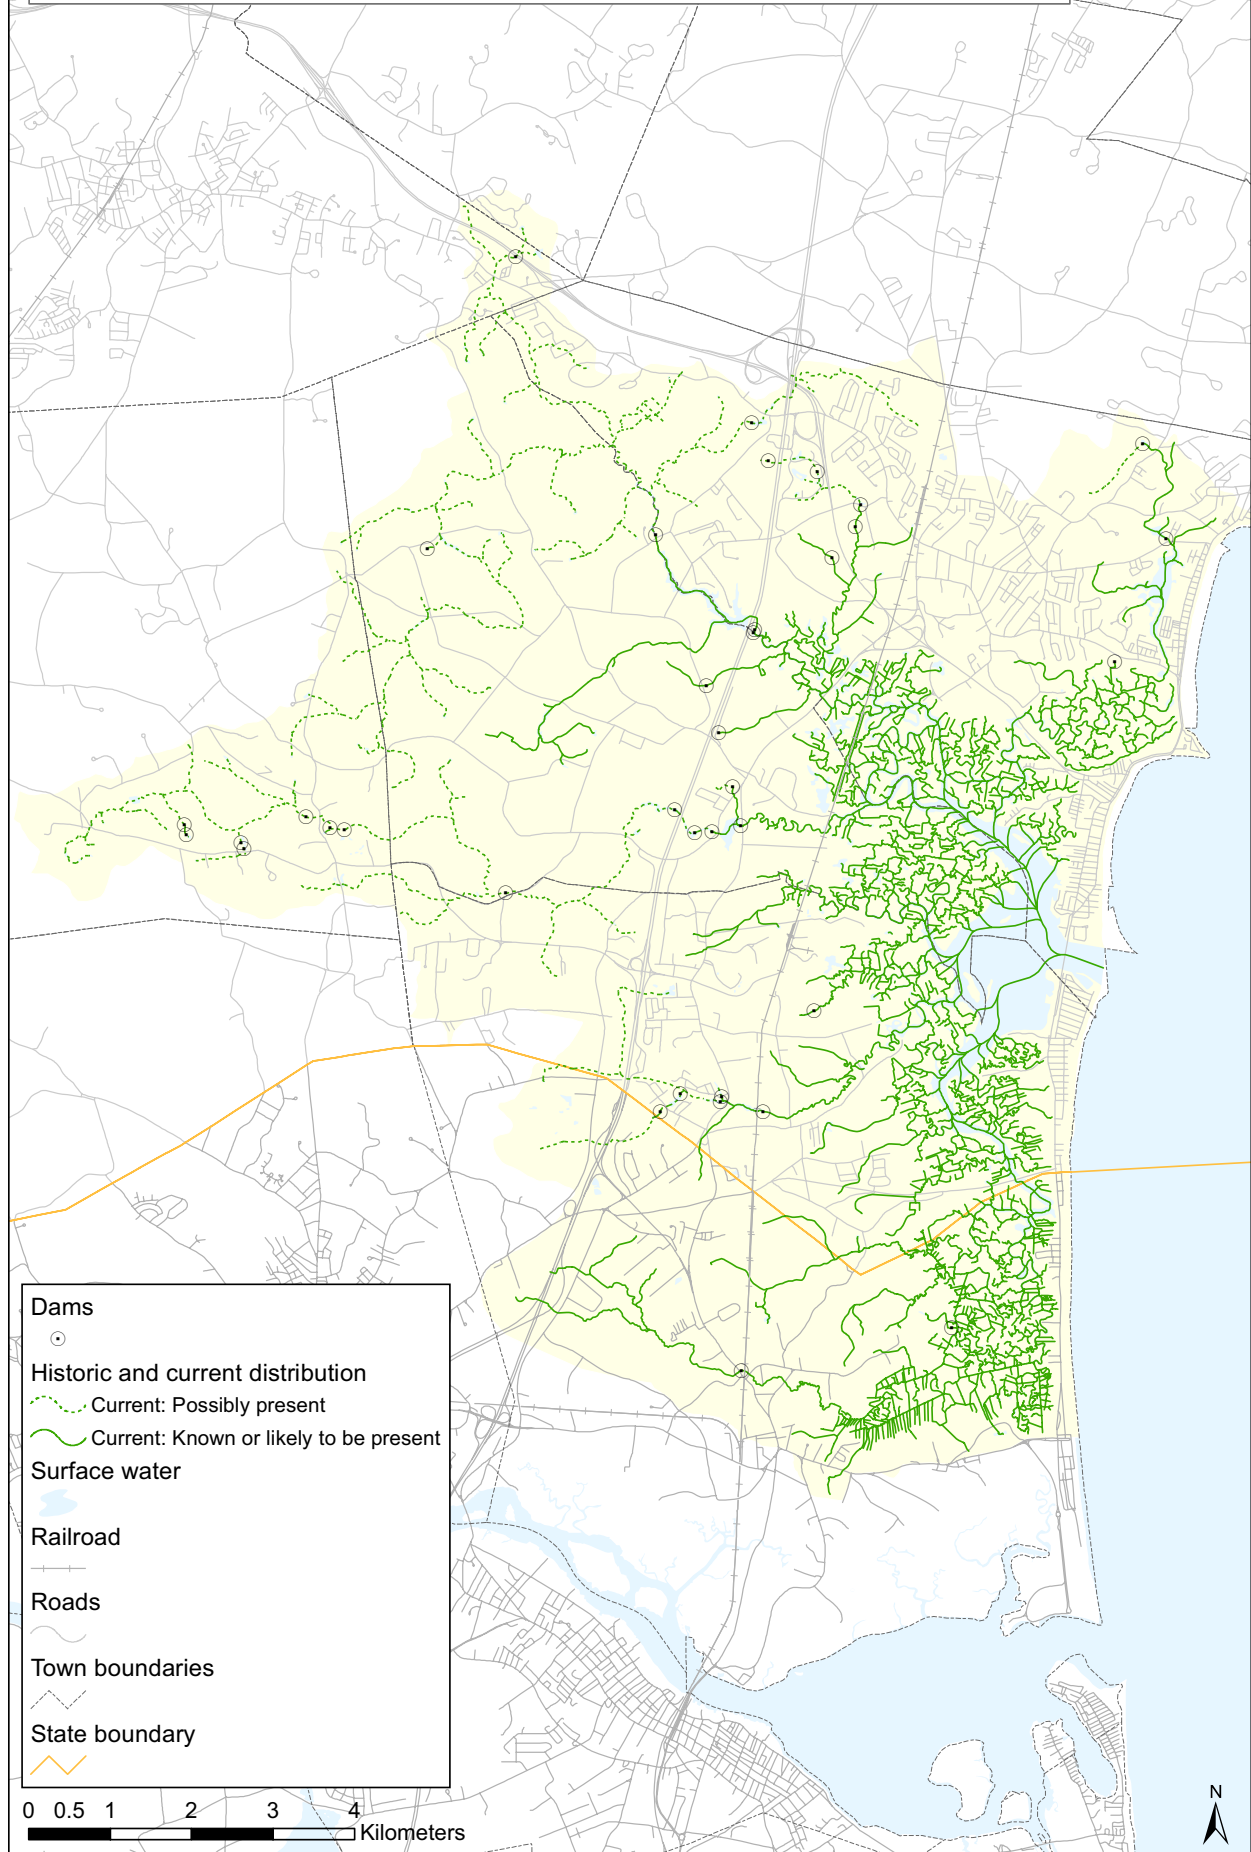 Dams
Historic and current distribution
Current: Possibly present
Current: Known or likely to be present
Surface water
Railroad
Roads
Town boundaries
State boundary
0 0.5 1 2 3 4
Kilometers
N